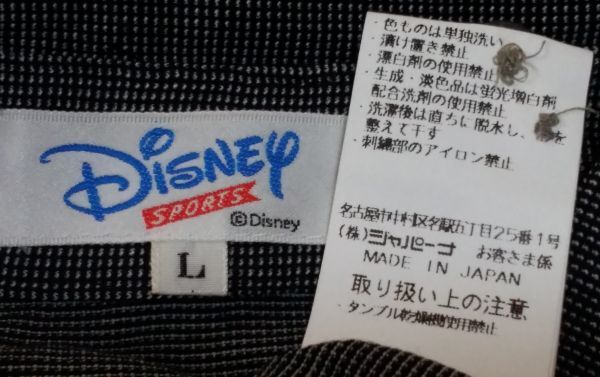 DISNEY
SPORTS
©Disney
L
・色ものは単独洗い
・漬け置き禁止
・漂白剤の使用禁止
・生成・淡色品は蛍光増白剤
配合洗剤の使用禁止
・洗濯後は直ちに脱水し、を
整えて干す
・刺繍部のアイロン禁止
名古屋市中村区名駅五丁目25番1号
(株)ジャパーナ お客さま係
MADE IN JAPAN
取り扱い上の注意
・タンブル乾燥機使用禁止